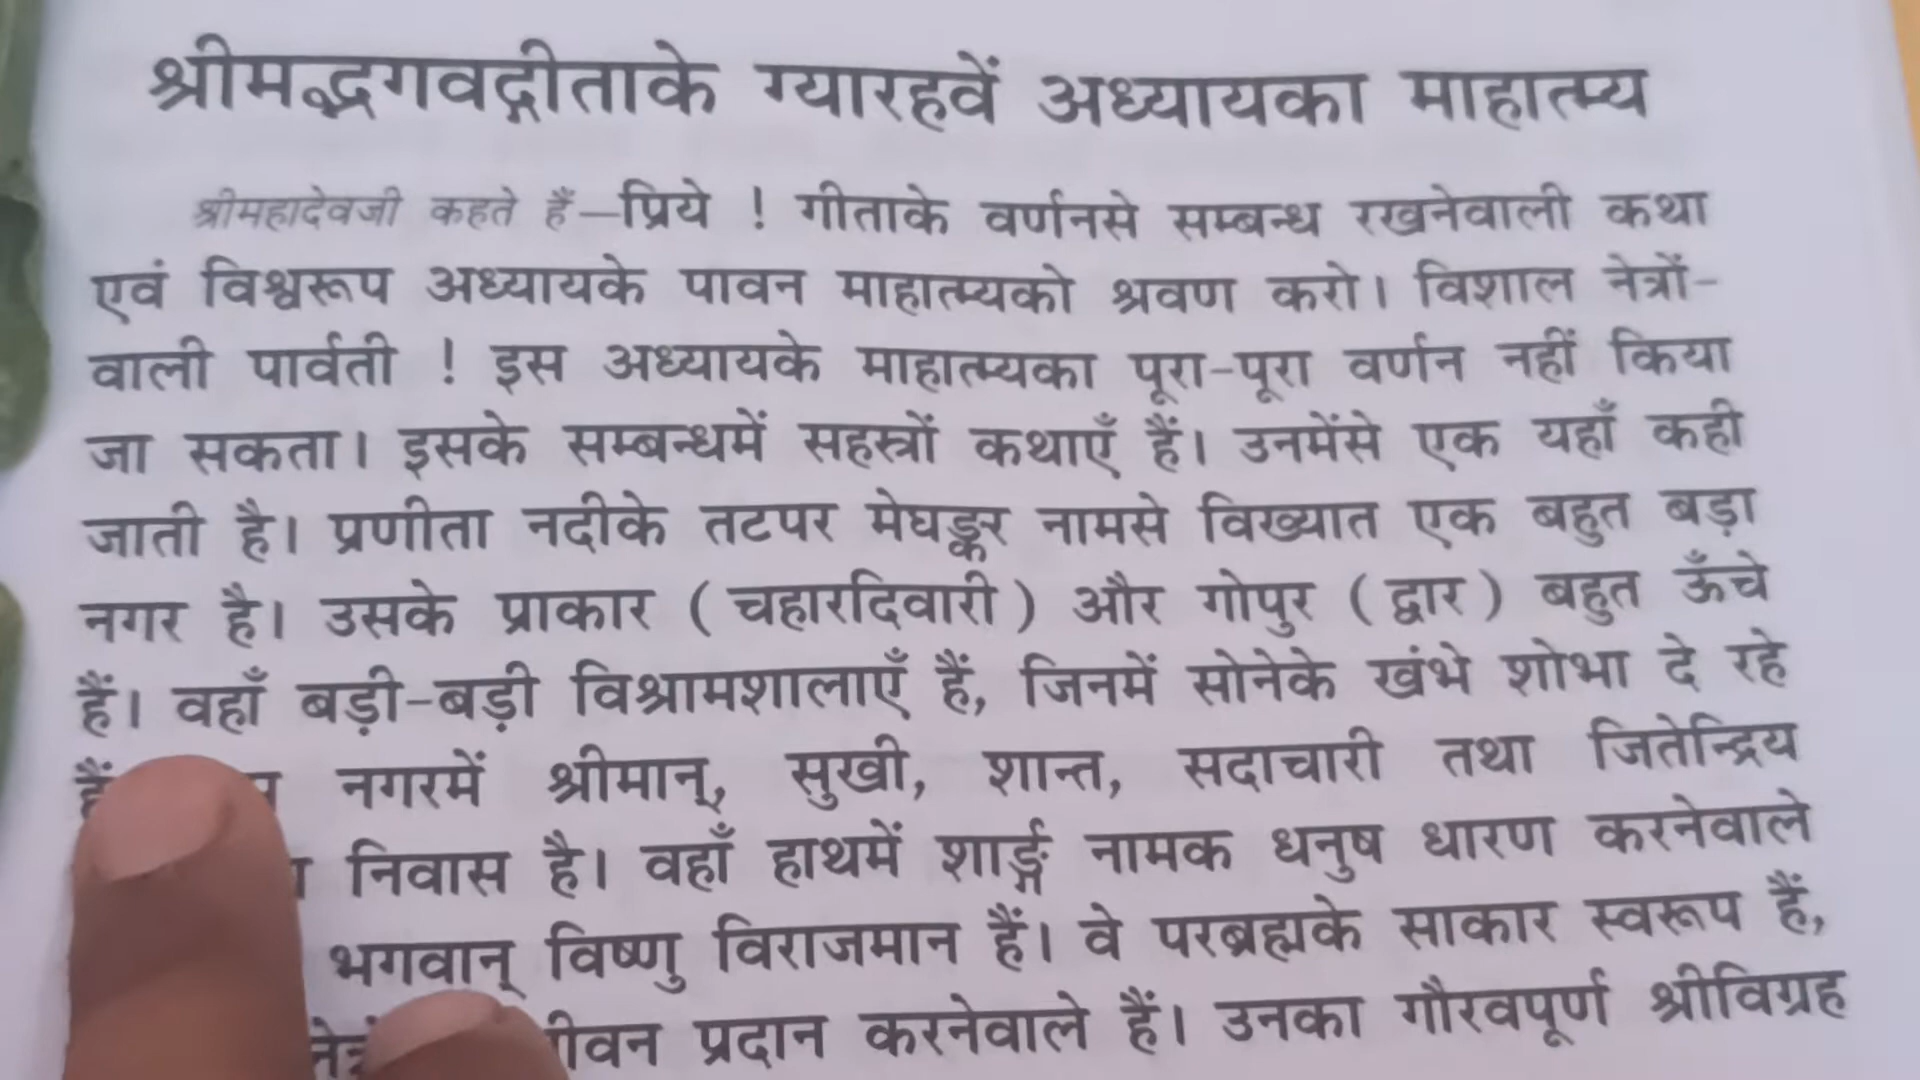 श्रीमद्भगवद्गीताके ग्यारहवें अध्यायका माहात्म्य
श्रीमहादेवजी कहते हैं—प्रिये ! गीताके वर्णनसे सम्बन्ध रखनेवाली कथा
एवं विश्वरूप अध्यायके पावन माहात्म्यको श्रवण करो। विशाल नेत्रों-
वाली पार्वती ! इस अध्यायके माहात्म्यका पूरा-पूरा वर्णन नहीं किया
जा सकता। इसके सम्बन्धमें सहस्त्रों कथाएँ हैं। उनमेंसे एक यहाँ कही
जाती है। प्रणीता नदीके तटपर मेघङ्कर नामसे विख्यात एक बहुत बड़ा
नगर है। उसके प्राकार ( चहारदिवारी ) और गोपुर ( द्वार ) बहुत ऊँचे
हैं। वहाँ बड़ी-बड़ी विश्रामशालाएँ हैं, जिनमें सोनेके खंभे शोभा दे रहे
हैं नगरमें श्रीमान्, सुखी, शान्त, सदाचारी तथा जितेन्द्रिय
निवास है। वहाँ हाथमें शार्ङ्ग नामक धनुष धारण करनेवाले
भगवान् विष्णु विराजमान हैं। वे परब्रह्मके साकार स्वरूप हैं,
प्रदान करनेवाले हैं। उनका गौरवपूर्ण श्रीविग्रह